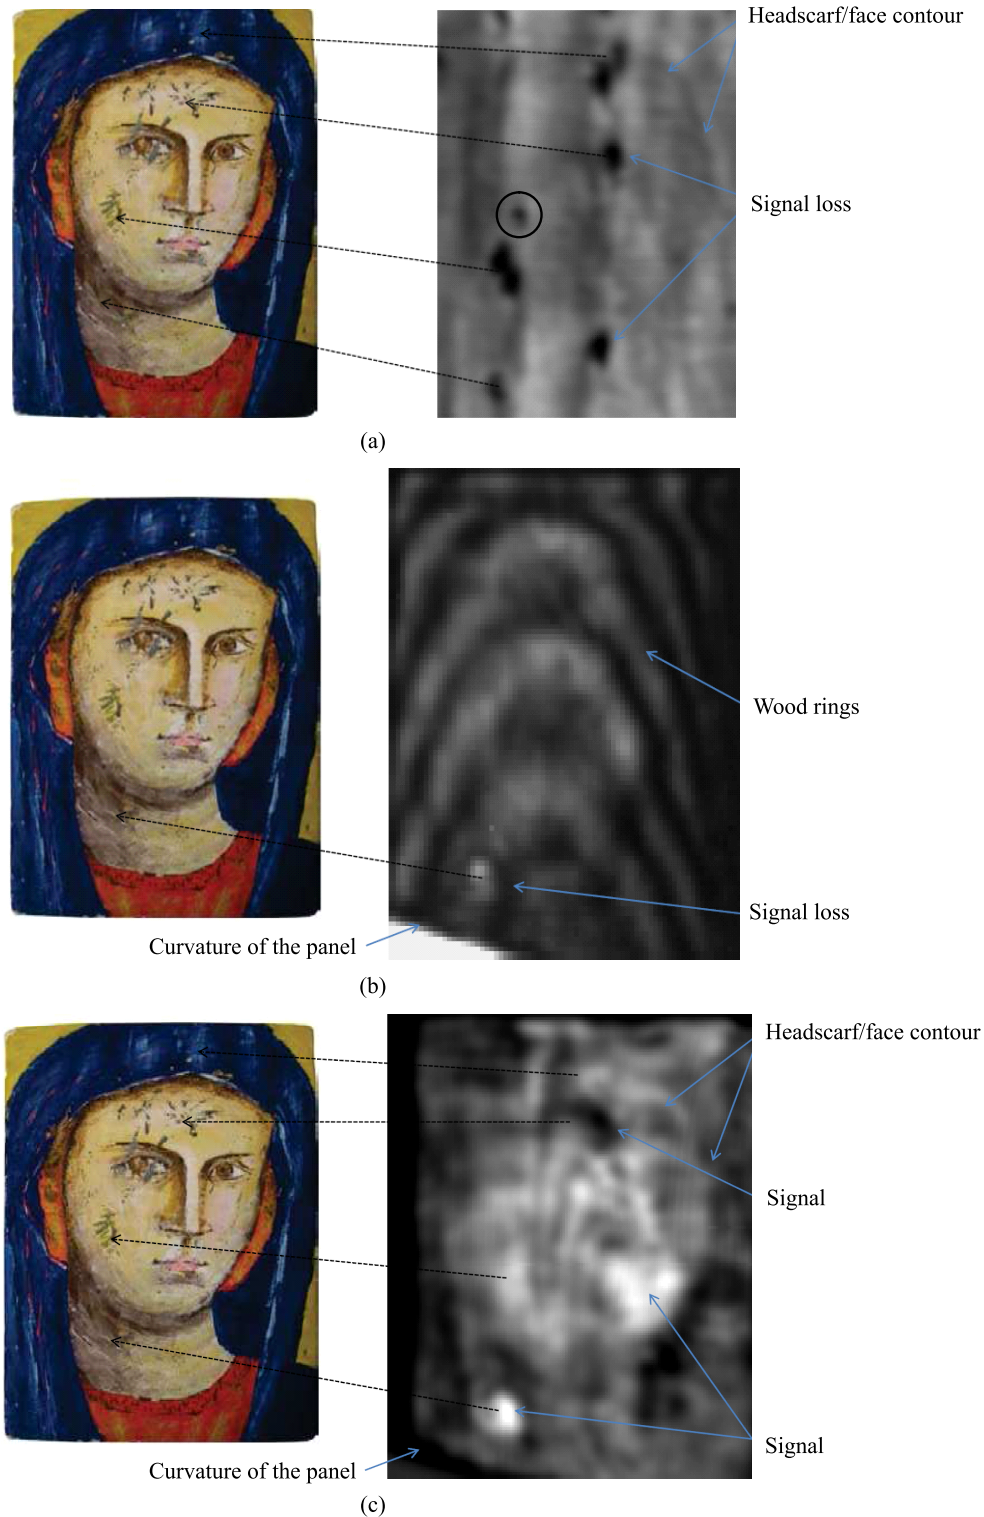 Headscarf/face contour
Signal loss
(a)
Wood rings
Signal loss
Curvature of the panel
(b)
Headscarf/face contour
Signal
Signal
Curvature of the panel
(c)